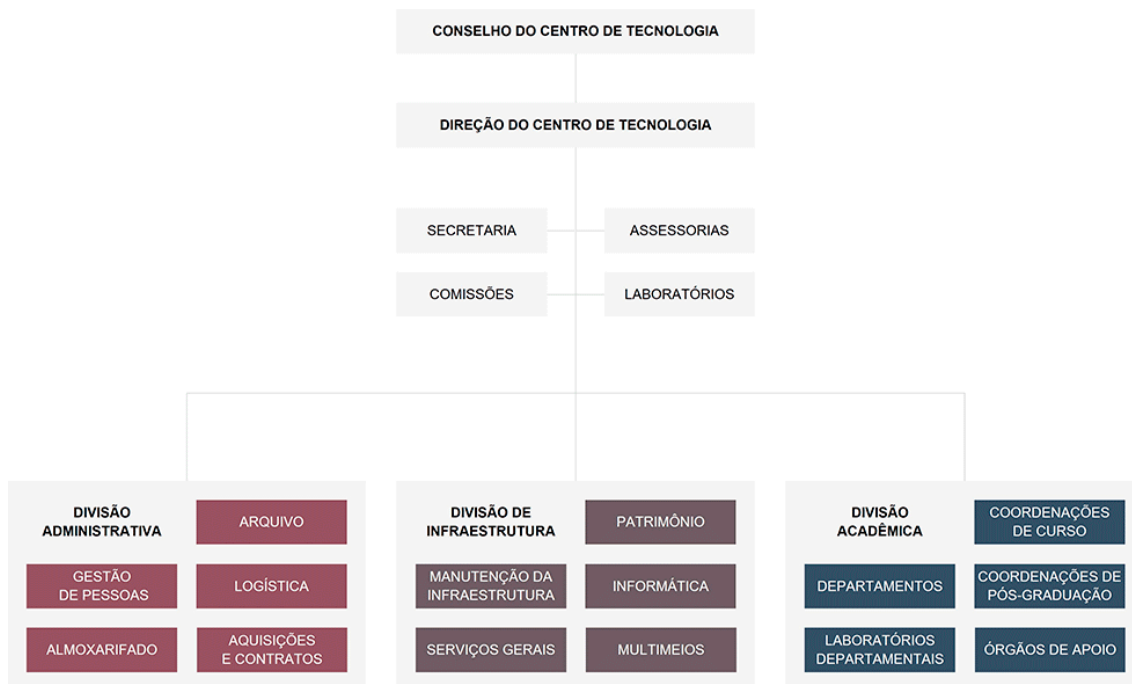 CONSELHO DO CENTRO DE TECNOLOGIA
DIREÇÃO DO CENTRO DE TECNOLOGIA
SECRETARIA
ASSESSORIAS
COMISSÕES
LABORATÓRIOS
DIVISÃO
ADMINISTRATIVA
ARQUIVO
GESTÃO
DE PESSOAS
LOGÍSTICA
ALMOXARIFADO
AQUISIÇÕES
E CONTRATOS
DIVISÃO DE
INFRAESTRUTURA
PATRIMÔNIO
MANUTENÇÃO DA
INFRAESTRUTURA
INFORMÁTICA
SERVIÇOS GERAIS
MULTIMEIOS
DIVISÃO
ACADÊMICA
COORDENAÇÕES
DE CURSO
DEPARTAMENTOS
COORDENAÇÕES DE
PÓS-GRADUAÇÃO
LABORATÓRIOS
DEPARTAMENTAIS
ÓRGÃOS DE APOIO